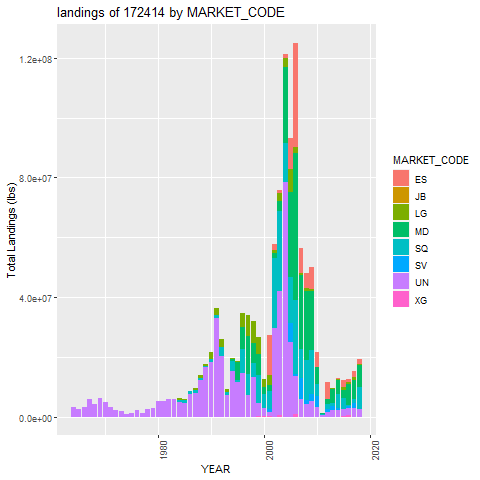 landings of 172414 by MARKET_CODE
Total Landings (lbs)
1.2e+08
8.0e+07
4.0e+07
0.0e+00
1980
2000
2020
YEAR
MARKET_CODE
ES
JB
LG
MD
SQ
SV
UN
XG